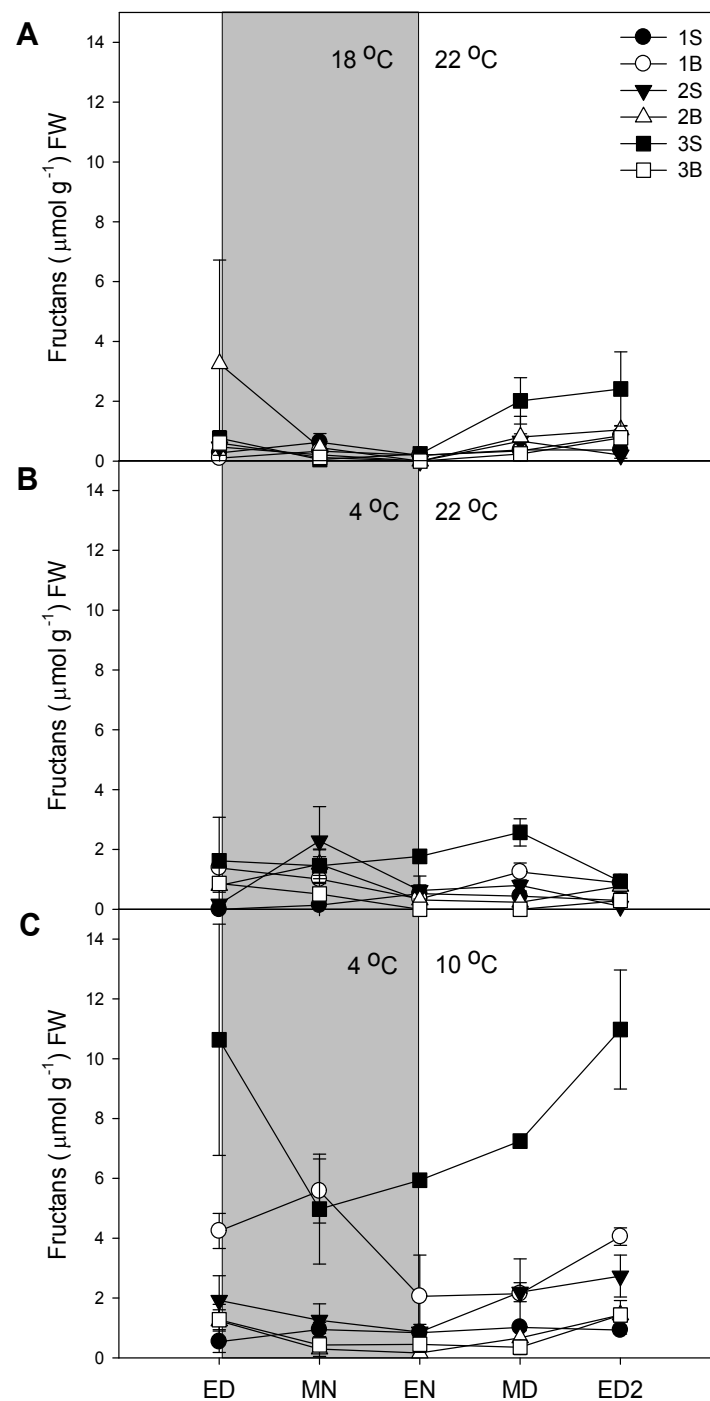 A
14
12
10
8
6
4
2
0
Fructans ( μmol g⁻¹) FW
18 ºC 22 ºC
1S
1B
2S
2B
3S
3B
B
14
12
10
8
6
4
2
0
Fructans ( μmol g⁻¹) FW
4 ºC 22 ºC
C
14
12
10
8
6
4
2
0
Fructans ( μmol g⁻¹) FW
4 ºC 10 ºC
ED MN EN MD ED2